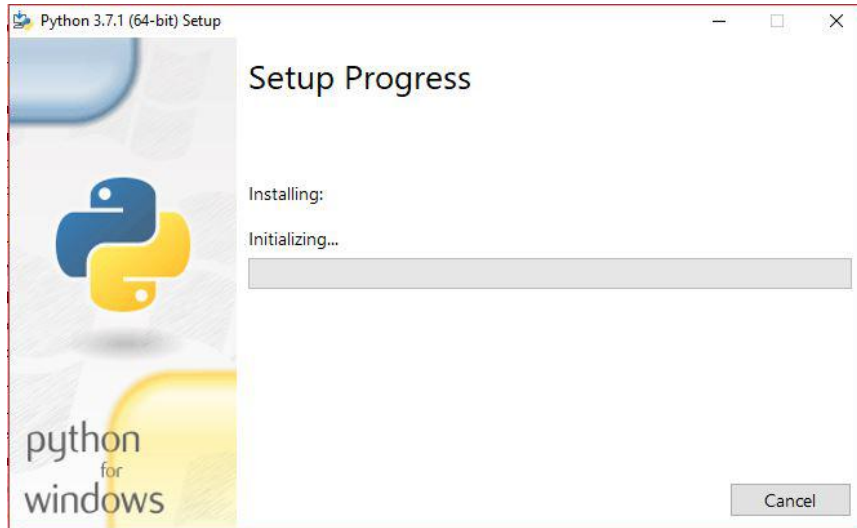 Python 3.7.1 (64-bit) Setup
Setup Progress
Installing:
Initializing...
python
for
windows
Cancel